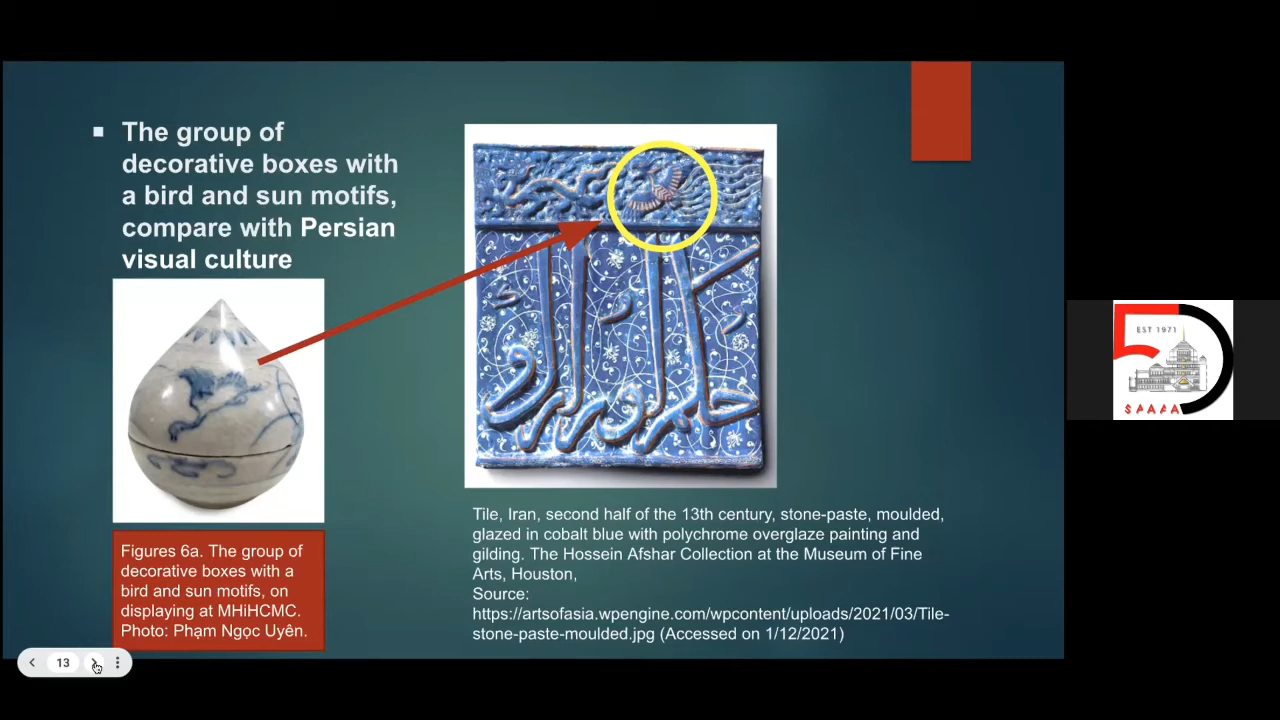 The group of
decorative boxes with
a bird and sun motifs,
compare with Persian
visual culture
Figures 6a. The group of
decorative boxes with a
bird and sun motifs, on
displaying at MHiHCMC.
Photo: Phạm Ngọc Uyên.
Tile, Iran, second half of the 13th century, stone-paste, moulded,
glazed in cobalt blue with polychrome overglaze painting and
gilding. The Hossein Afshar Collection at the Museum of Fine
Arts, Houston,
Source:
https://artsofasia.wpengine.com/wpcontent/uploads/2021/03/Tile-
stone-paste-moulded.jpg (Accessed on 1/12/2021)
13
EST 1971
SAAFA